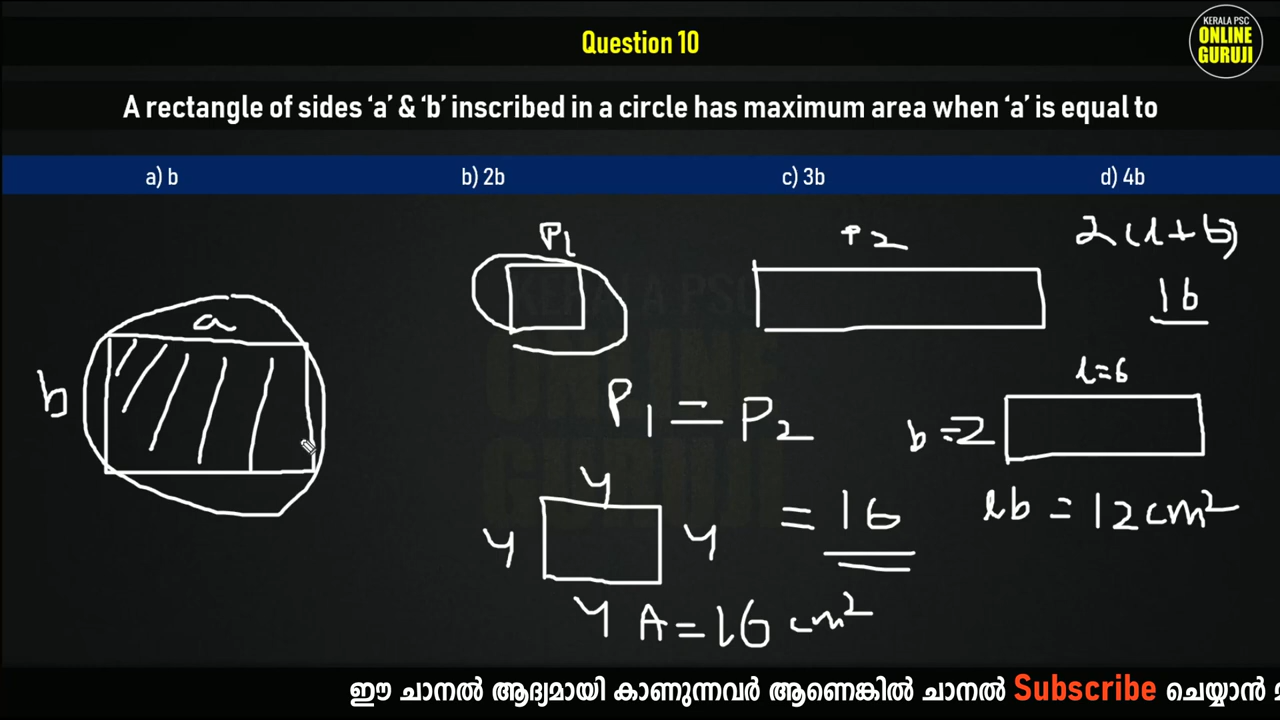 KERALA PSC
ONLINE
GURUJI
Question 10
A rectangle of sides ‘a’ & ‘b’ inscribed in a circle has maximum area when ‘a’ is equal to
a) b
b) 2b
c) 3b
d) 4b
P1
P2
2(l+b)
16
a
b
l=6
b=2
P1 = P2
lb = 12cm²
4
4
4
4
= 16
A=16 cm²
ഈ ചാനൽ ആദ്യമായി കാണുന്നവർ ആണെങ്കിൽ ചാനൽ Subscribe ചെയ്യാൻ